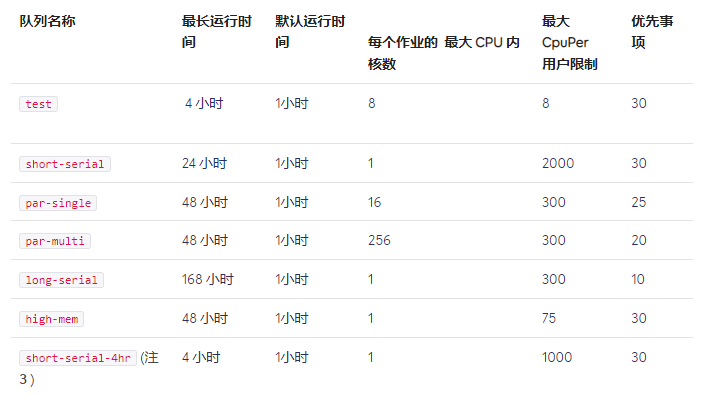 队列名称 最长运行时间 默认运行时间 每个作业的 最大 CPU 内核数 最大 CpuPer 用户限制 优先事项
test 4 小时 1小时 8 8 30
short-serial 24 小时 1小时 1 2000 30
par-single 48 小时 1小时 16 300 25
par-multi 48 小时 1小时 256 300 20
long-serial 168 小时 1小时 1 300 10
high-mem 48 小时 1小时 1 75 30
short-serial-4hr (注 3 ) 4 小时 1小时 1 1000 30